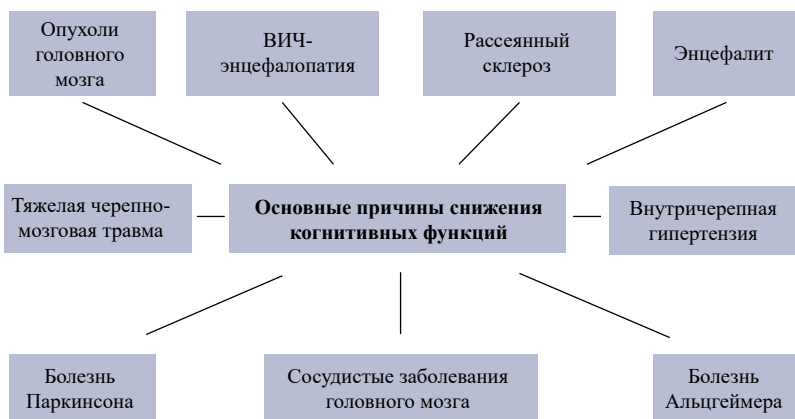 Опухоли
головного
мозга
ВИЧ-
энцефалопатия
Рассеянный
склероз
Энцефалит
Тяжелая черепно-
мозговая травма
Основные причины снижения
когнитивных функций
Внутричерепная
гипертензия
Болезнь
Паркинсона
Сосудистые заболевания
головного мозга
Болезнь
Альцгеймера